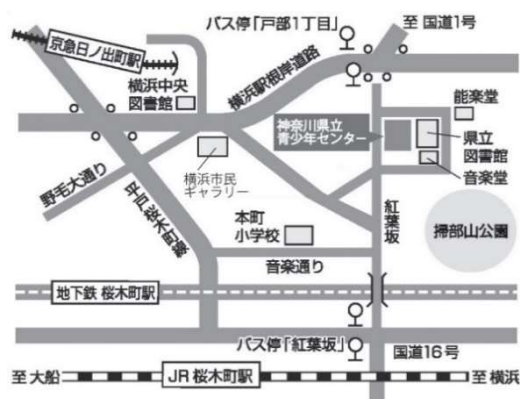 バス停「戸部1丁目」
至 国道1号
京急日ノ出町駅
横浜中央
図書館
横浜駅根岸道路
能楽堂
神奈川県立
青少年センター
県立
図書館
音楽堂
野毛大通り
横浜市民
ギャラリー
平戸桜木町線
本町
小学校
紅葉坂
掃部山公園
音楽通り
地下鉄 桜木町駅
バス停「紅葉坂」
国道16号
至 大船
JR 桜木町駅
至 横浜